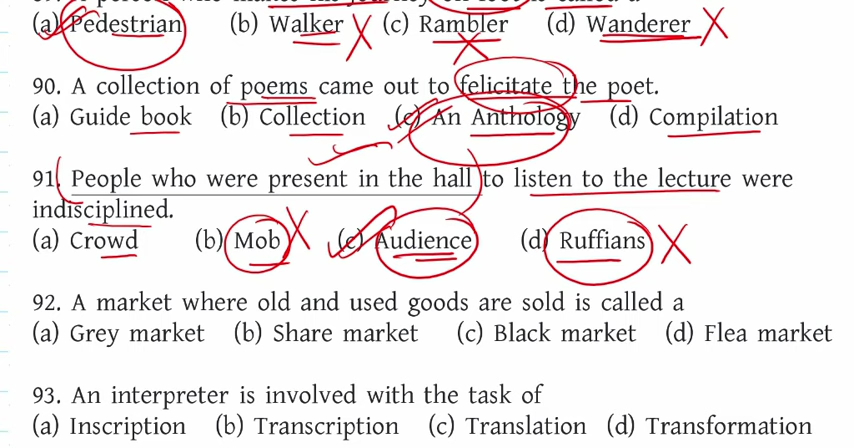 (a) Pedestrian (b) Walker (c) Rambler (d) Wanderer
90. A collection of poems came out to felicitate the poet.
(a) Guide book (b) Collection (c) An Anthology (d) Compilation
91. People who were present in the hall to listen to the lecture were
indisciplined.
(a) Crowd (b) Mob (c) Audience (d) Ruffians
92. A market where old and used goods are sold is called a
(a) Grey market (b) Share market (c) Black market (d) Flea market
93. An interpreter is involved with the task of
(a) Inscription (b) Transcription (c) Translation (d) Transformation